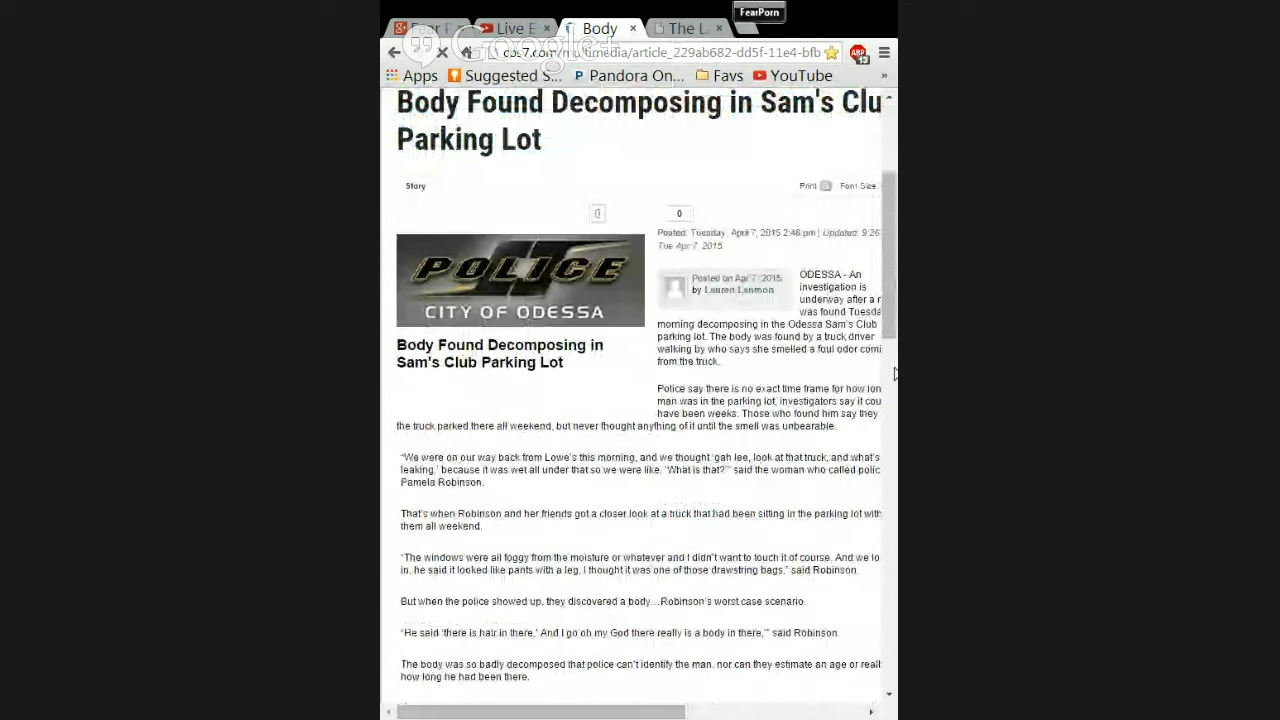 FearPorn
Live E
Body
The L
Google+
cbs7.com/multimedia/article_229ab682-dd5f-11e4-bfb
ABP
13
Apps
Suggested S...
Pandora On...
Favs
YouTube
»
Body Found Decomposing in Sam's Clu
Parking Lot
Story
Print
Font Size
0
0
Posted: Tuesday, April 7, 2015 2:48 pm | Updated: 9:26
Tue Apr 7, 2015.
POLICE
CITY OF ODESSA
Body Found Decomposing in
Sam's Club Parking Lot
Posted on Apr 7, 2015
by
ODESSA - An
investigation is
underway after a
was found Tuesda
morning decomposing in the Odessa Sam's Club
parking lot. The body was found by a truck driver
walking by who says she smelled a foul odor comi
from the truck.
Police say there is no exact time frame for how lon
man was in the parking lot, investigators say it cou
have been weeks. Those who found him say they
the truck parked there all weekend, but never thought anything of it until the smell was unbearable.
"We were on our way back from Lowe's this morning, and we thought 'gah lee, look at that truck, and what's
leaking,' because it was wet all under that so we were like, 'What is that?'" said the woman who called polic
Pamela Robinson.
That's when Robinson and her friends got a closer look at a truck that had been sitting in the parking lot with
them all weekend.
"The windows were all foggy from the moisture or whatever and I didn't want to touch it of course. And we lo
in, he said it looked like pants with a leg, I thought it was one of those drawstring bags," said Robinson.
But when the police showed up, they discovered a body…Robinson's worst case scenario.
"He said 'there is hair in there,' And I go oh my God there really is a body in there,'" said Robinson.
The body was so badly decomposed that police can't identify the man, nor can they estimate an age or reall
how long he had been there.